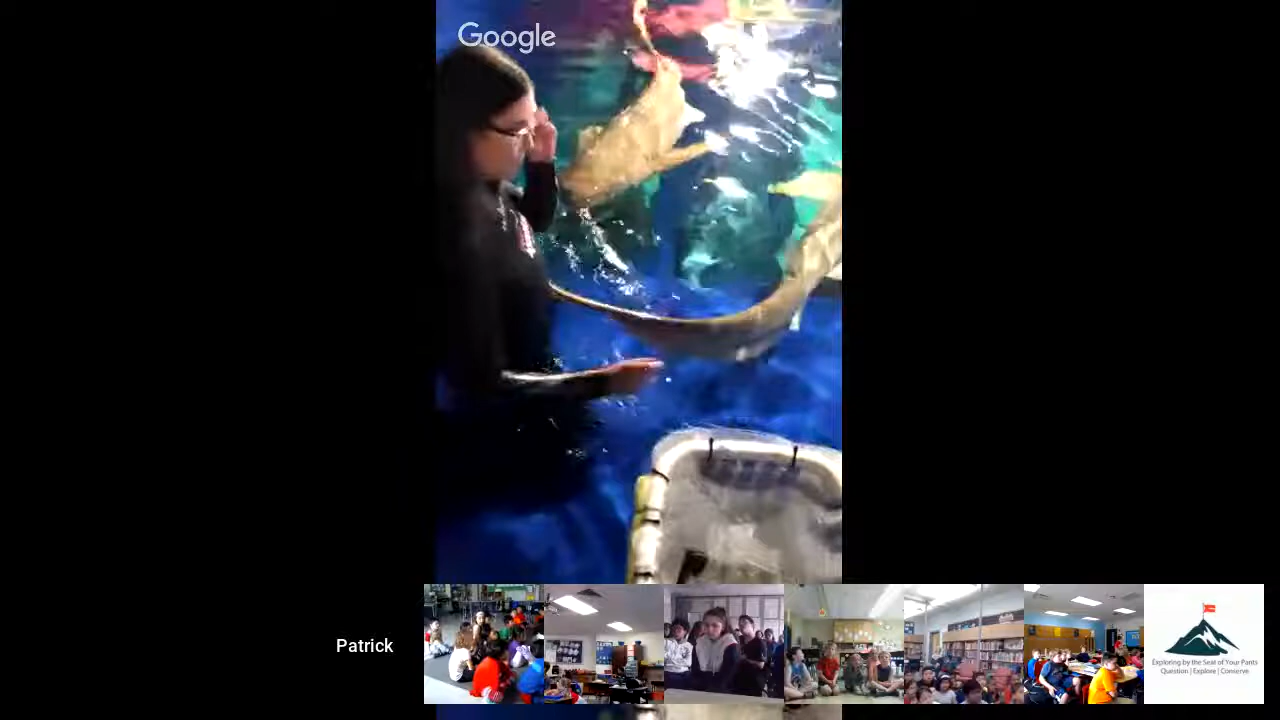 Google
Patrick
Exploring by the Seat of Your Pants
Question | Explore | Conserve